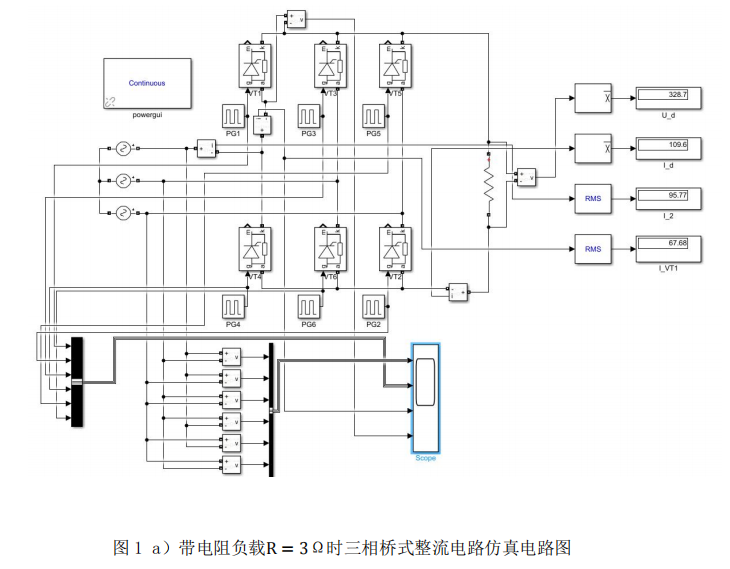 Continuous
powergui
+
-
v
E
k
E
k
E
k
VT1
VT3
VT5
PG1
PG3
PG5
328.7
U_d
109.6
I_d
RMS
95.77
I_2
RMS
67.68
I_VT1
+
-
v
E
k
E
k
E
k
VT4
VT6
VT2
PG4
PG6
PG2
Scope
图 1 a）带电阻负载R = 3 Ω时三相桥式整流电路仿真电路图